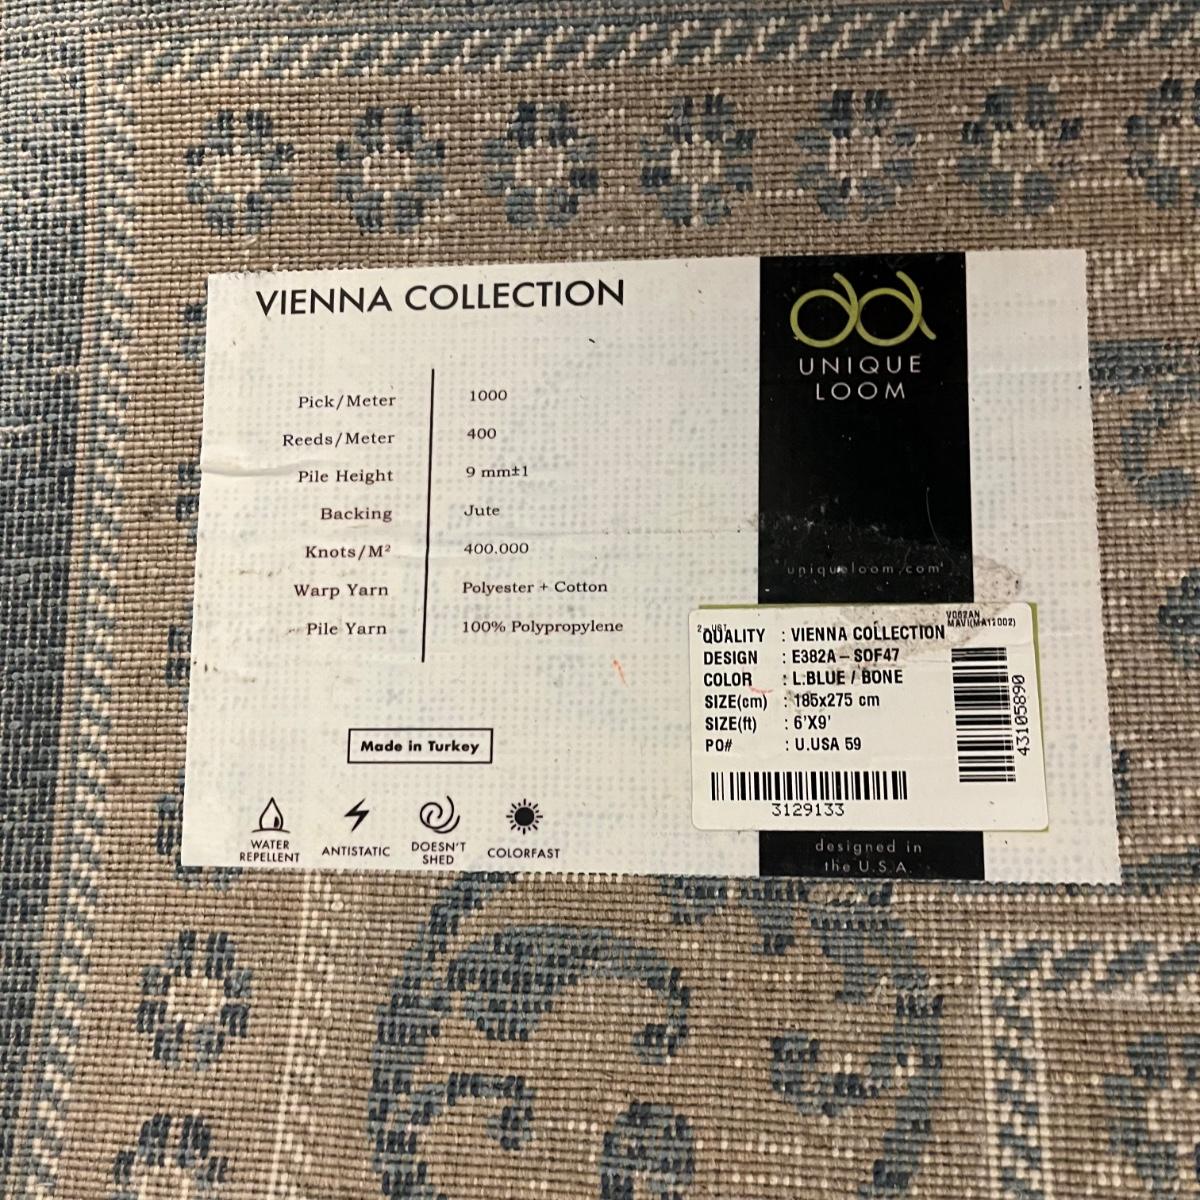 VIENNA COLLECTION
Pick/Meter 1000
Reeds/Meter 400
Pile Height 9 mm±1
Backing Jute
Knots/M² 400.000
Warp Yarn Polyester + Cotton
Pile Yarn 100% Polypropylene
Made in Turkey
WATER
REPELLENT
ANTISTATIC
DOESN'T
SHED
COLORFAST
UNIQUE
LOOM
uniqueloom.com
V062AN
MAVI(MA11002)
QUALITY : VIENNA COLLECTION
DESIGN : E382A - SOF47
COLOR : L.BLUE / BONE
SIZE(cm) : 185x275 cm
SIZE(ft) : 6'X9'
PO# : U.USA 59
3129133
43105890
designed in
the U.S.A.